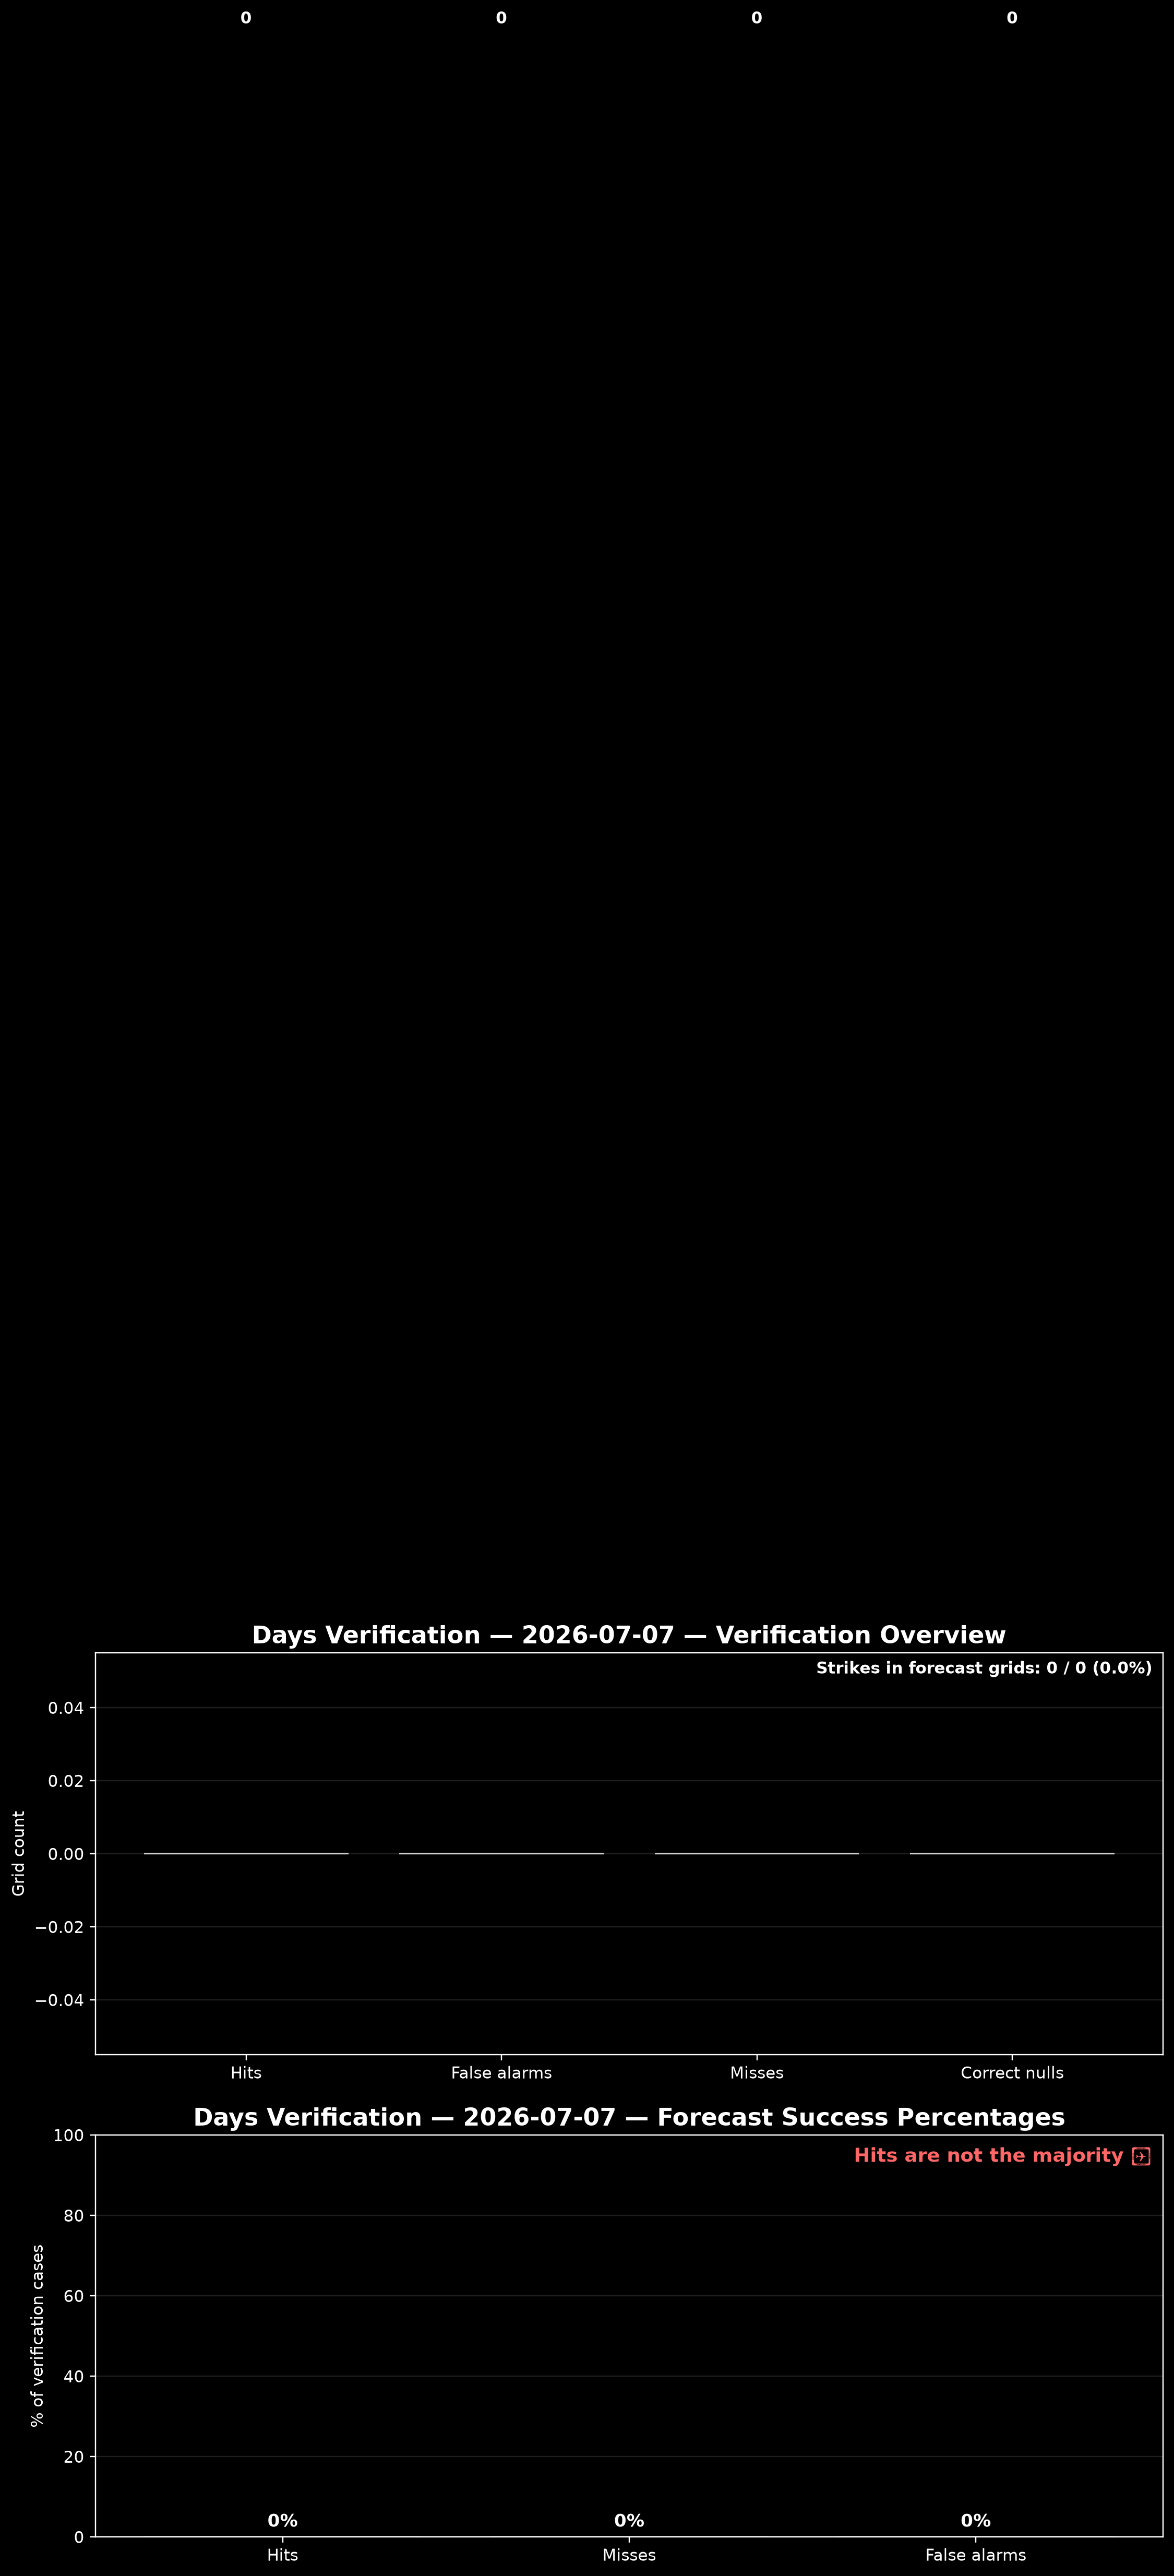 0 0 0 0
Days Verification — 2026-07-07 — Verification Overview
Strikes in forecast grids: 0 / 0 (0.0%)
0.04
0.02
0.00
−0.02
−0.04
Grid count
Hits False alarms Misses Correct nulls
Days Verification — 2026-07-07 — Forecast Success Percentages
Hits are not the majority
100
80
60
40
20
0
% of verification cases
0% 0% 0%
Hits Misses False alarms